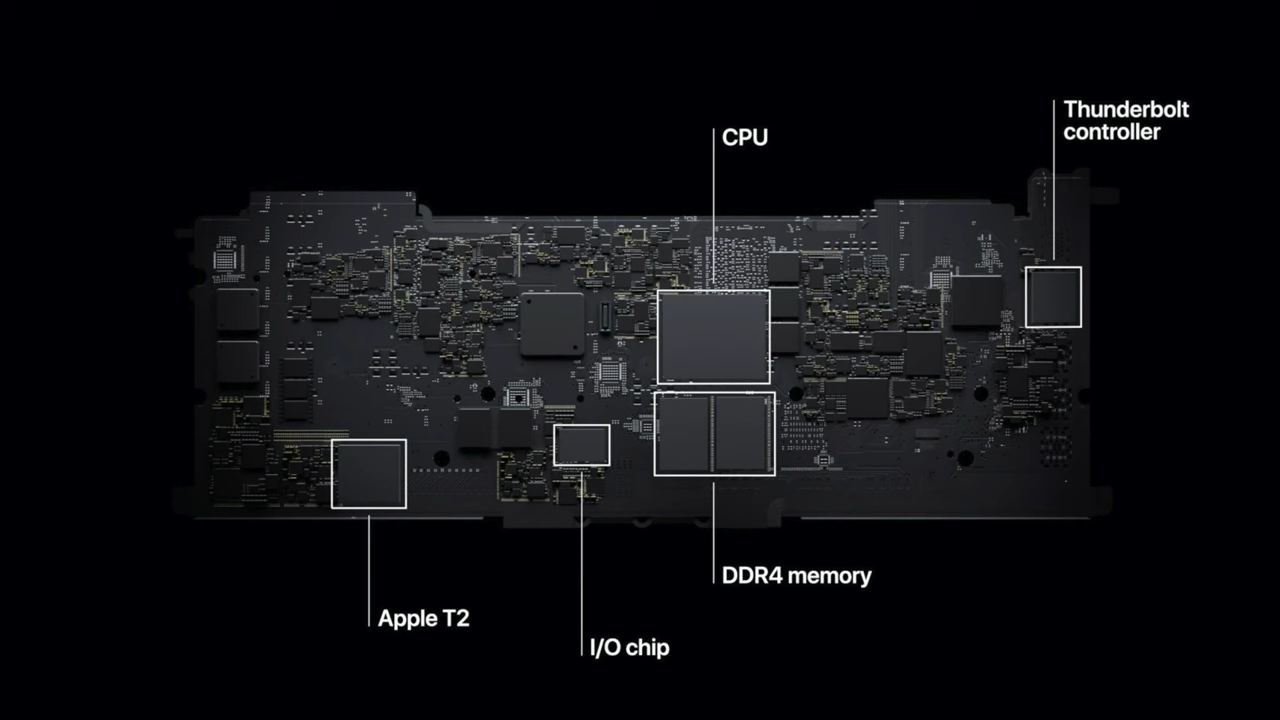 Thunderbolt
controller
CPU
DDR4 memory
Apple T2
I/O chip